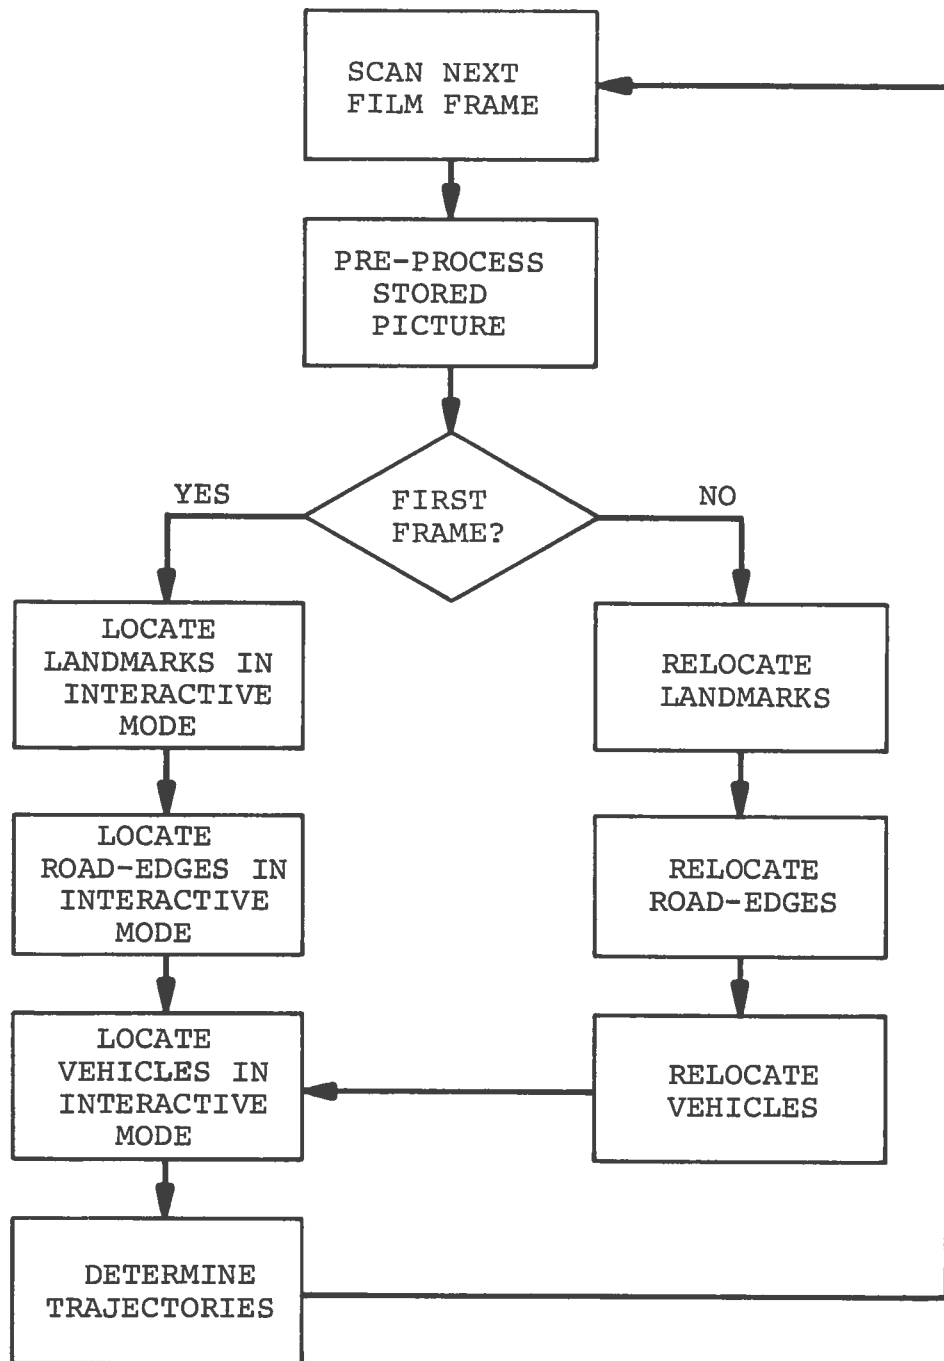 SCAN NEXT
FILM FRAME
PRE-PROCESS
STORED
PICTURE
FIRST
FRAME?
YES
NO
LOCATE
LANDMARKS IN
INTERACTIVE
MODE
RELOCATE
LANDMARKS
LOCATE
ROAD-EDGES IN
INTERACTIVE
MODE
RELOCATE
ROAD-EDGES
LOCATE
VEHICLES IN
INTERACTIVE
MODE
RELOCATE
VEHICLES
DETERMINE
TRAJECTORIES